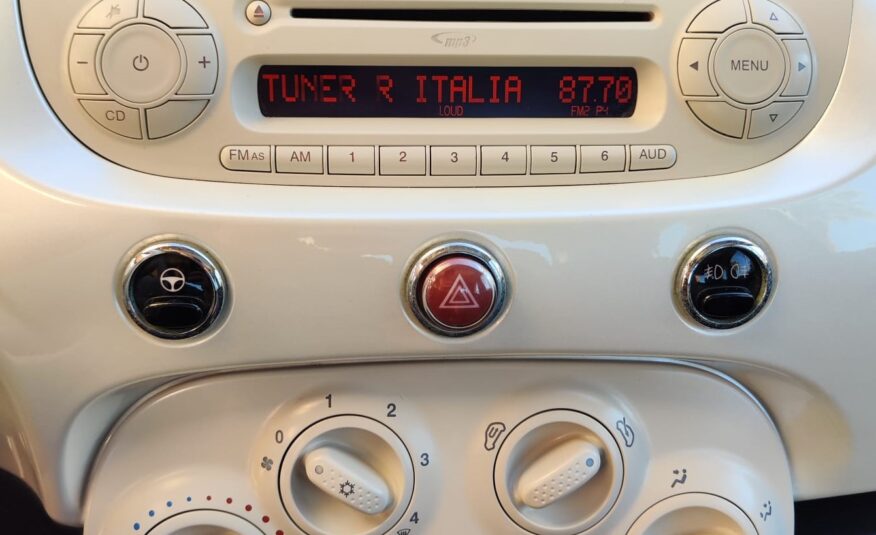 mp3
TUNER R ITALIA 87.70
LOUD FM2 P4
- +
CD
MENU
FM AS AM 1 2 3 4 5 6 AUD
0 1 2 3 4